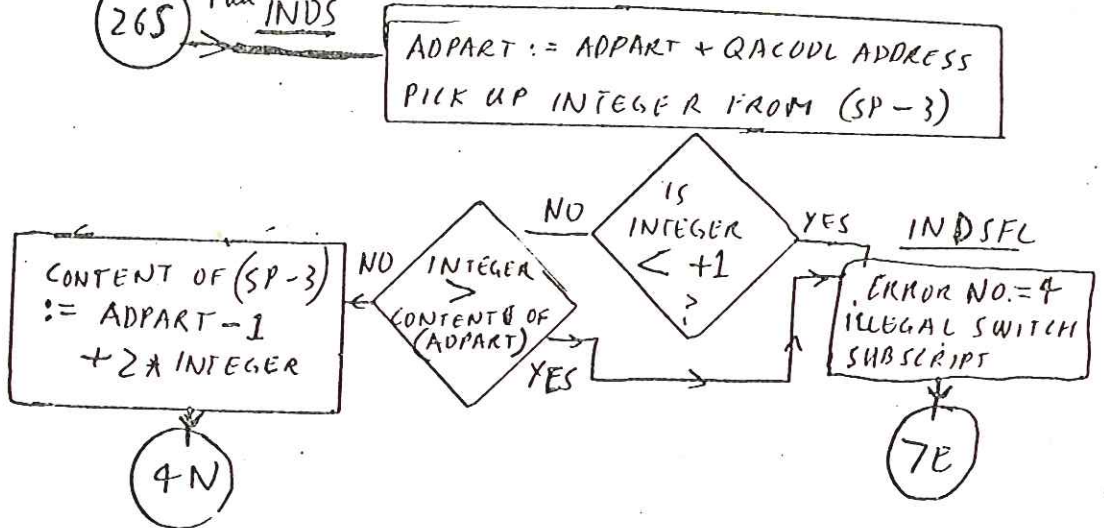 26S
INDS
ADPART := ADPART + QACODL ADDRESS
PICK UP INTEGER FROM (SP-3)
IS
INTEGER
< +1
?
NO
YES
INDSFL
ERROR NO. = 4
ILLEGAL SWITCH
SUBSCRIPT
7E
INTEGER
>
CONTENT OF
(ADPART)
NO
YES
CONTENT OF (SP-3)
:= ADPART-1
+ 2* INTEGER
4N